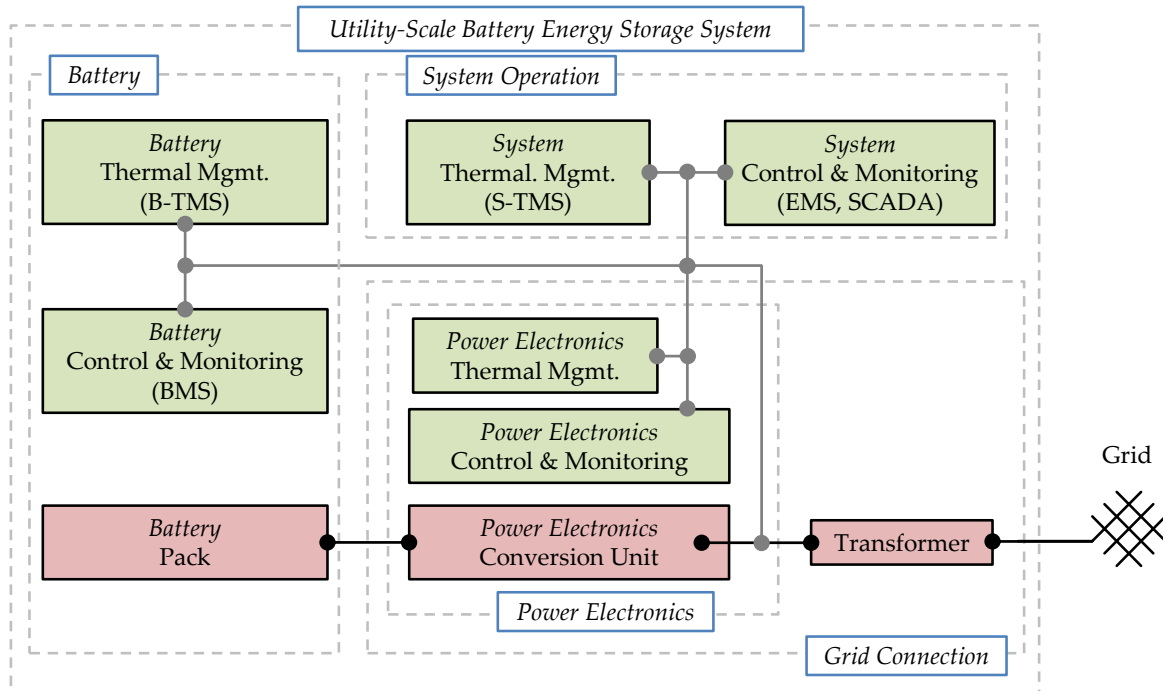 Utility-Scale Battery Energy Storage System
Battery
System Operation
Battery
Thermal Mgmt.
(B-TMS)
System
Thermal. Mgmt.
(S-TMS)
System
Control & Monitoring
(EMS, SCADA)
Battery
Control & Monitoring
(BMS)
Power Electronics
Thermal Mgmt.
Power Electronics
Control & Monitoring
Grid
Battery
Pack
Power Electronics
Conversion Unit
Transformer
Power Electronics
Grid Connection